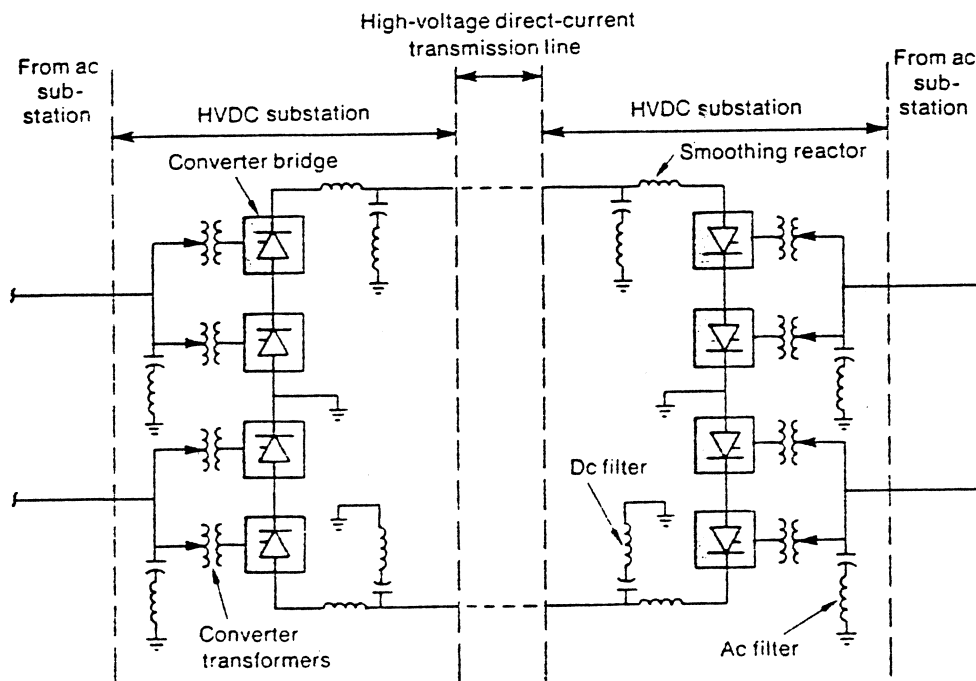 High-voltage direct-current
transmission line
From ac
sub-
station
From ac
sub-
station
HVDC substation
HVDC substation
Converter bridge
Smoothing reactor
Dc filter
Converter
transformers
Ac filter